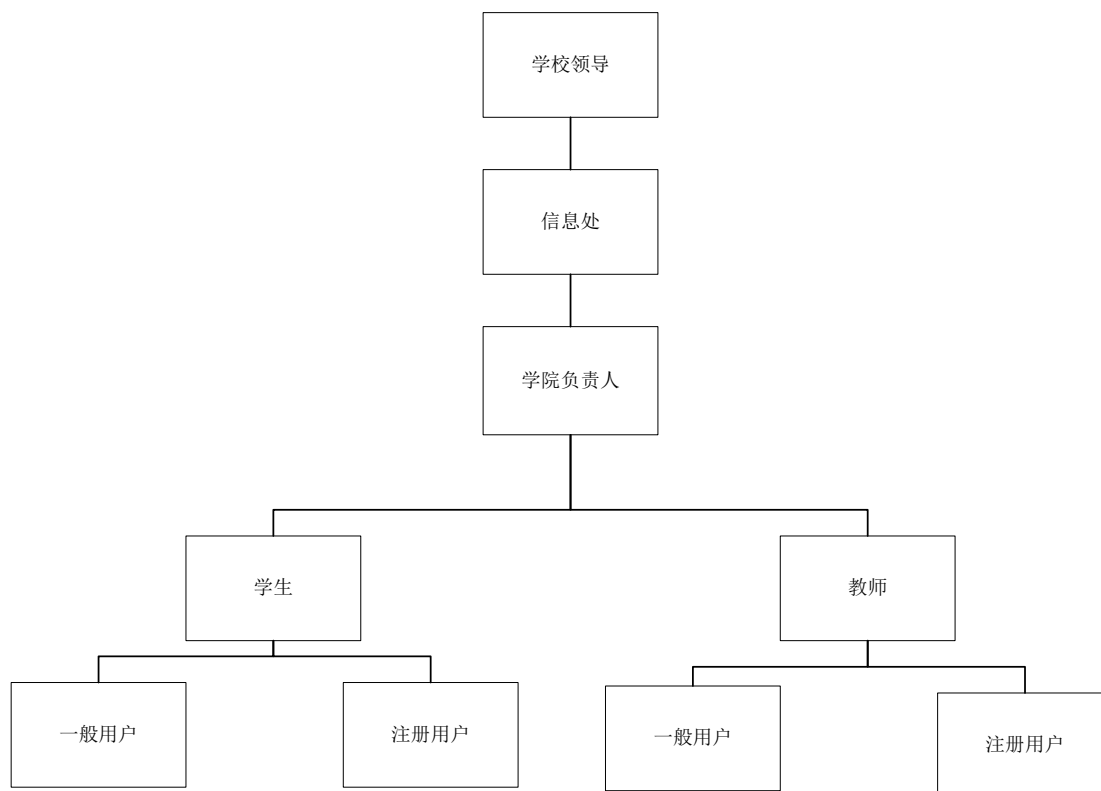 学校领导
信息处
学院负责人
学生
教师
一般用户
注册用户
一般用户
注册用户